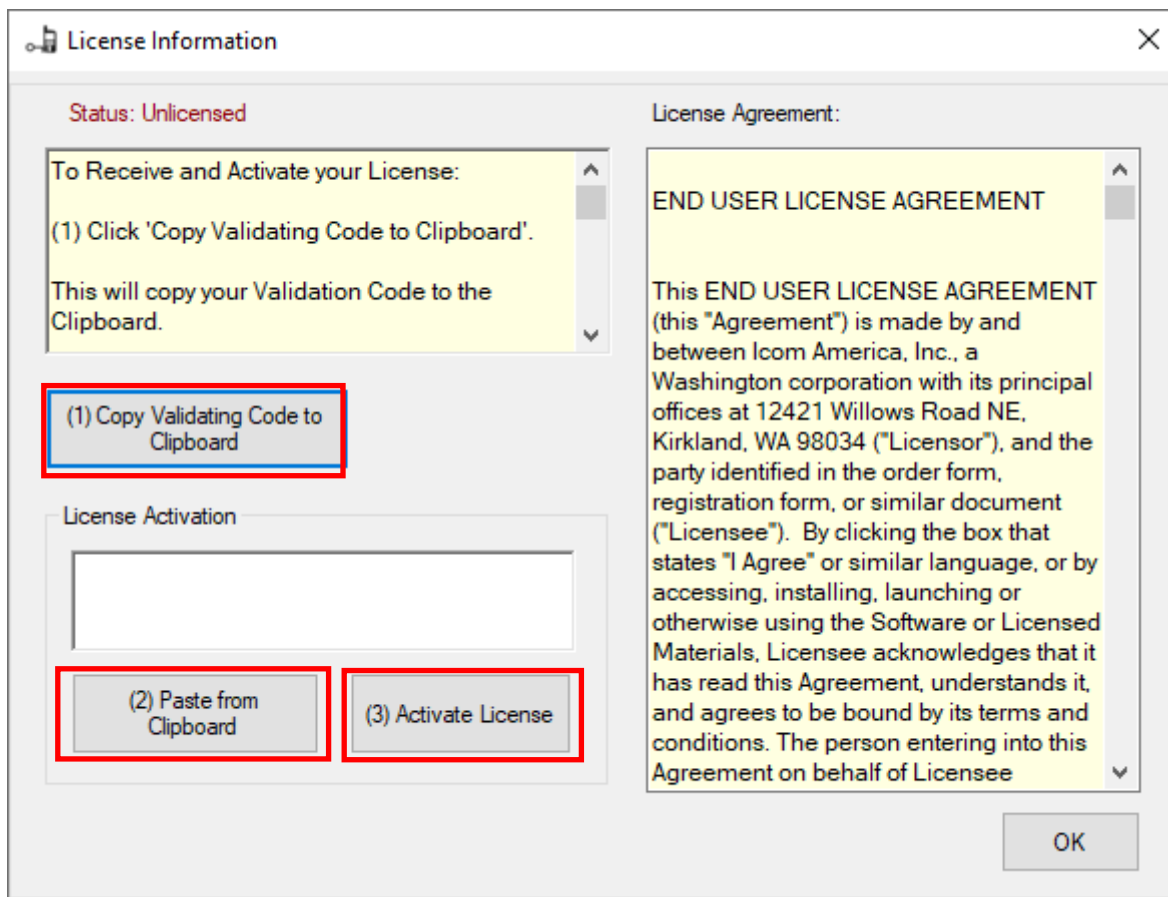 License Information
Status: Unlicensed
To Receive and Activate your License:
(1) Click 'Copy Validating Code to Clipboard'.
This will copy your Validation Code to the
Clipboard.
(1) Copy Validating Code to
Clipboard
License Activation
(2) Paste from
Clipboard
(3) Activate License
License Agreement:
END USER LICENSE AGREEMENT
This END USER LICENSE AGREEMENT
(this "Agreement") is made by and
between Icom America, Inc., a
Washington corporation with its principal
offices at 12421 Willows Road NE,
Kirkland, WA 98034 ("Licensor"), and the
party identified in the order form,
registration form, or similar document
("Licensee").  By clicking the box that
states "I Agree" or similar language, or by
accessing, installing, launching or
otherwise using the Software or Licensed
Materials, Licensee acknowledges that it
has read this Agreement, understands it,
and agrees to be bound by its terms and
conditions. The person entering into this
Agreement on behalf of Licensee
OK